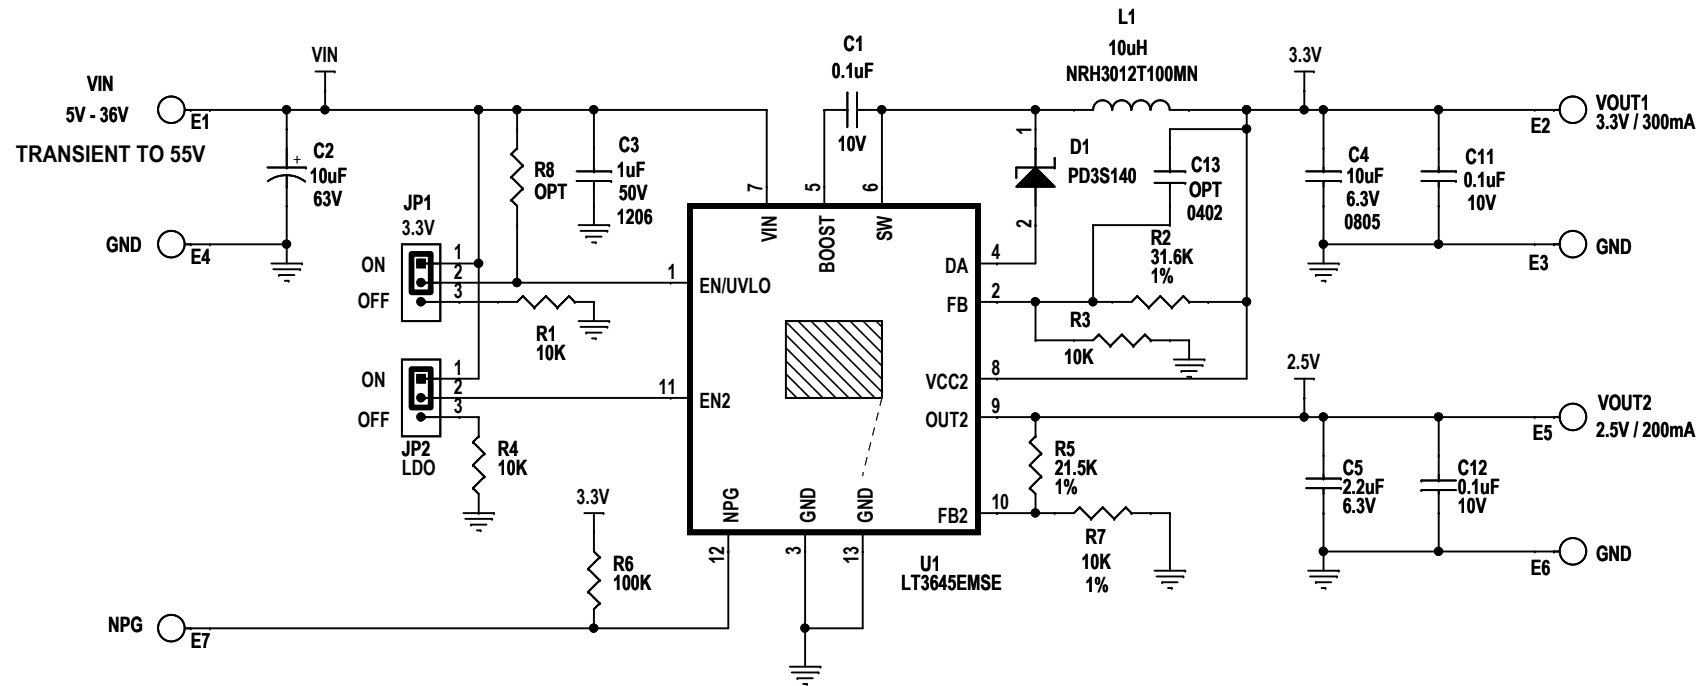 L1
10uH
NRH3012T100MN
C1
0.1uF
10V
VIN
3.3V
VIN
5V - 36V
E1
TRANSIENT TO 55V
VOUT1
3.3V / 300mA
E2
C2
+
10uF
63V
R8
OPT
C3
1uF
50V
1206
7
5
6
1
D1
PD3S140
2
C13
OPT
0402
C4
10uF
6.3V
0805
C11
0.1uF
10V
JP1
3.3V
GND
E4
ON
OFF
1
2
3
R1
10K
1
EN/UVLO
VIN
BOOST
SW
DA
4
FB
2
R2
31.6K
1%
R3
10K
GND
E3
ON
OFF
1
2
3
JP2
LDO
R4
10K
11
EN2
VCC2
8
OUT2
9
2.5V
VOUT2
2.5V / 200mA
E5
R5
21.5K
1%
C5
2.2uF
6.3V
C12
0.1uF
10V
FB2
10
R7
10K
1%
NPG
GND
GND
12
3
13
U1
LT3645EMSE
3.3V
R6
100K
GND
E6
NPG
E7